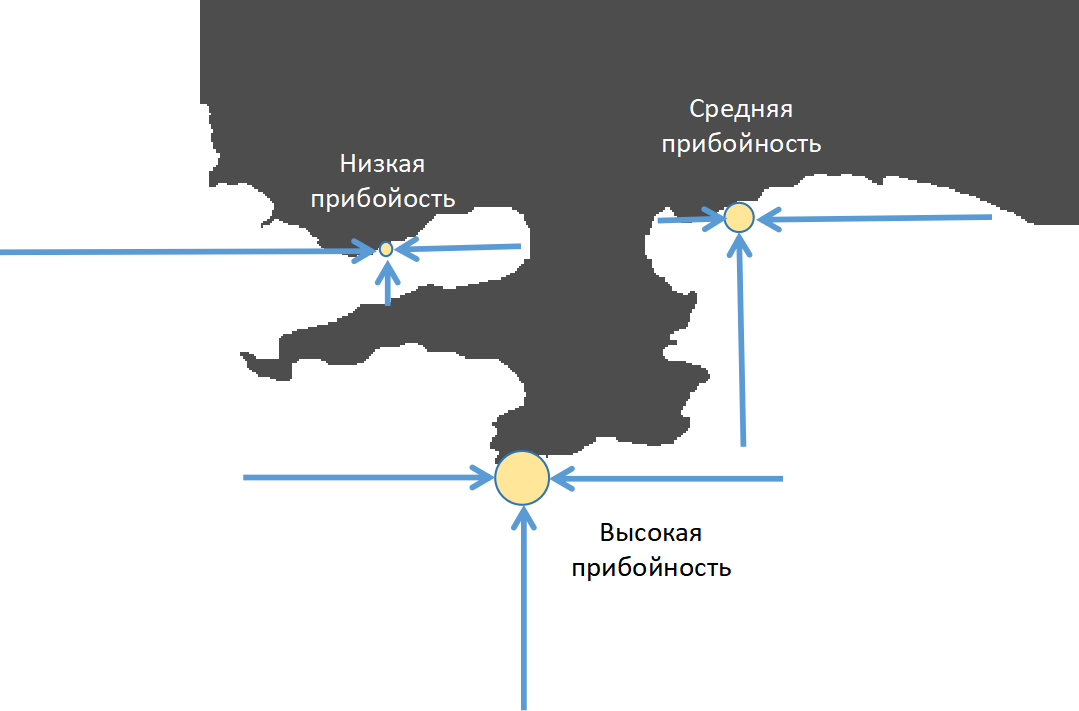 Средняя
прибойность
Низкая
прибойость
Высокая
прибойность